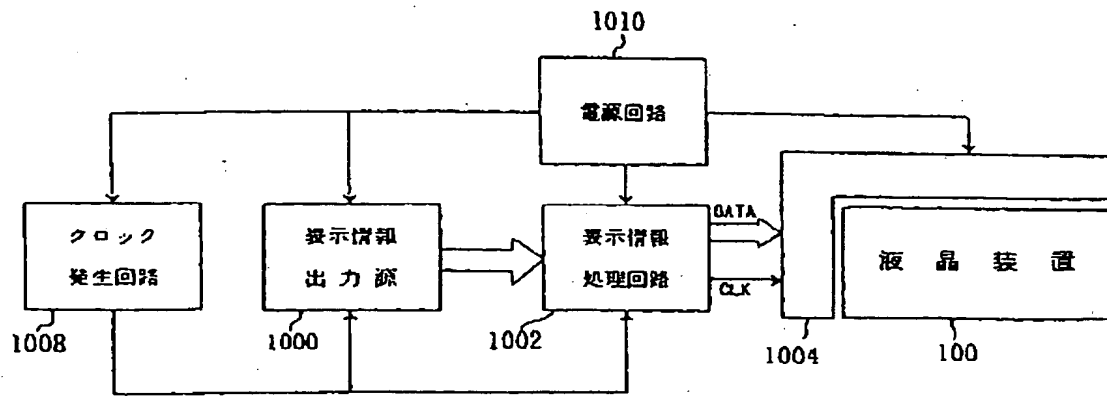 1010
電源回路
クロック
発生回路
表示情報
出力源
表示情報
処理回路
DATA
CLK
液晶装置
1008
1000
1002
1004
100